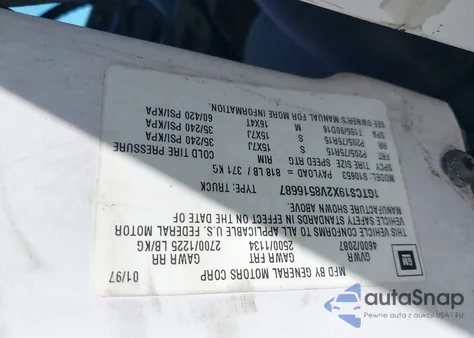 MFD BY GENERAL MOTORS CORP 01/97
GM
GVWR GAWR FRT GAWR RR
4600/2087 2500/1134 2700/1225 LB/KG
THIS VEHICLE CONFORMS TO ALL APPLICABLE U.S. FEDERAL MOTOR
VEHICLE SAFETY STANDARDS IN EFFECT ON THE DATE OF
MANUFACTURE SHOWN ABOVE.
1GTCS19X2V8516687 TYPE: TRUCK
MODEL: S10653 PAYLOAD = 818 LB / 371 KG
TIRE SIZE SPEED RTG RIM COLD TIRE PRESSURE
FRT P205/75R15 S 15X7J 35/240 PSI/KPA
RR P205/75R15 S 15X7J 35/240 PSI/KPA
SPA T195/90D16 M 16X4T 60/420 PSI/KPA
SEE OWNER'S MANUAL FOR MORE INFORMATION.
autoSnap
Pewne auta z aukcji USA i EU